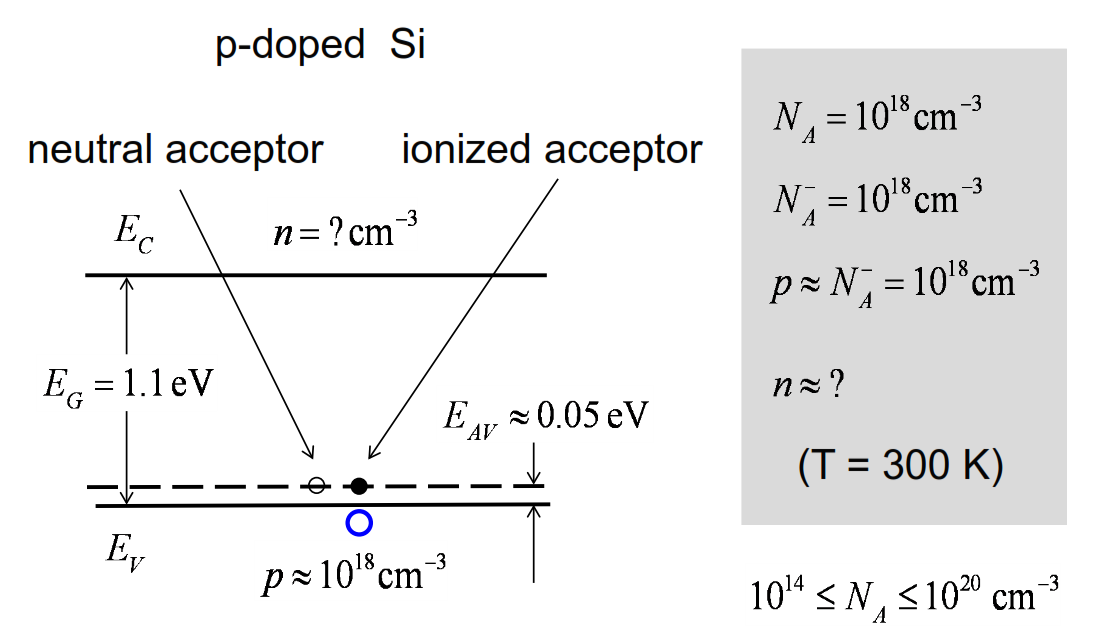 p-doped Si
neutral acceptor
ionized acceptor
E_C
n = ? cm^{-3}
E_G = 1.1 eV
E_{AV} ≈ 0.05 eV
E_V
p ≈ 10^{18} cm^{-3}
N_A = 10^{18} cm^{-3}
N_A^- = 10^{18} cm^{-3}
p ≈ N_A^- = 10^{18} cm^{-3}
n ≈ ?
(T = 300 K)
10^{14} ≤ N_A ≤ 10^{20} cm^{-3}